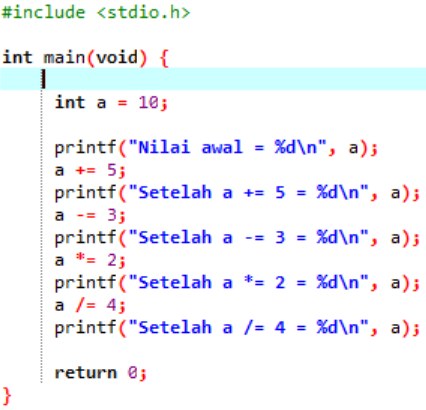 #include <stdio.h>
int main(void) {
int a = 10;
printf("Nilai awal = %d\n", a);
a += 5;
printf("Setelah a += 5 = %d\n", a);
a -= 3;
printf("Setelah a -= 3 = %d\n", a);
a *= 2;
printf("Setelah a *= 2 = %d\n", a);
a /= 4;
printf("Setelah a /= 4 = %d\n", a);
return 0;
}